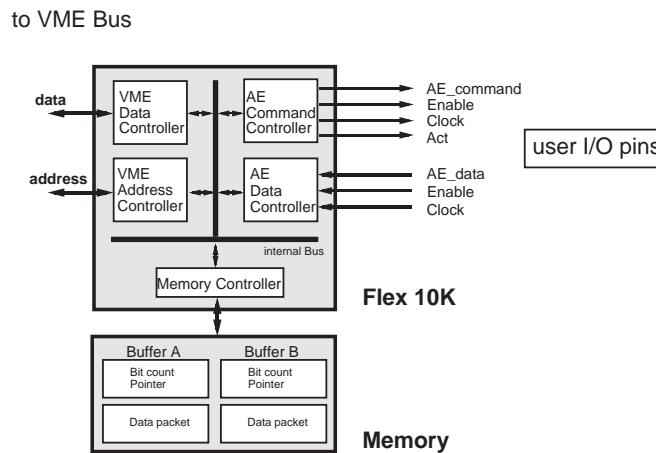 to VME Bus
data
VME
Data
Controller
AE
Command
Controller
AE_command
Enable
Clock
Act
user I/O pins
address
VME
Address
Controller
AE
Data
Controller
AE_data
Enable
Clock
internal Bus
Memory Controller
Flex 10K
Buffer A
Buffer B
Bit count
Pointer
Bit count
Pointer
Data packet
Data packet
Memory